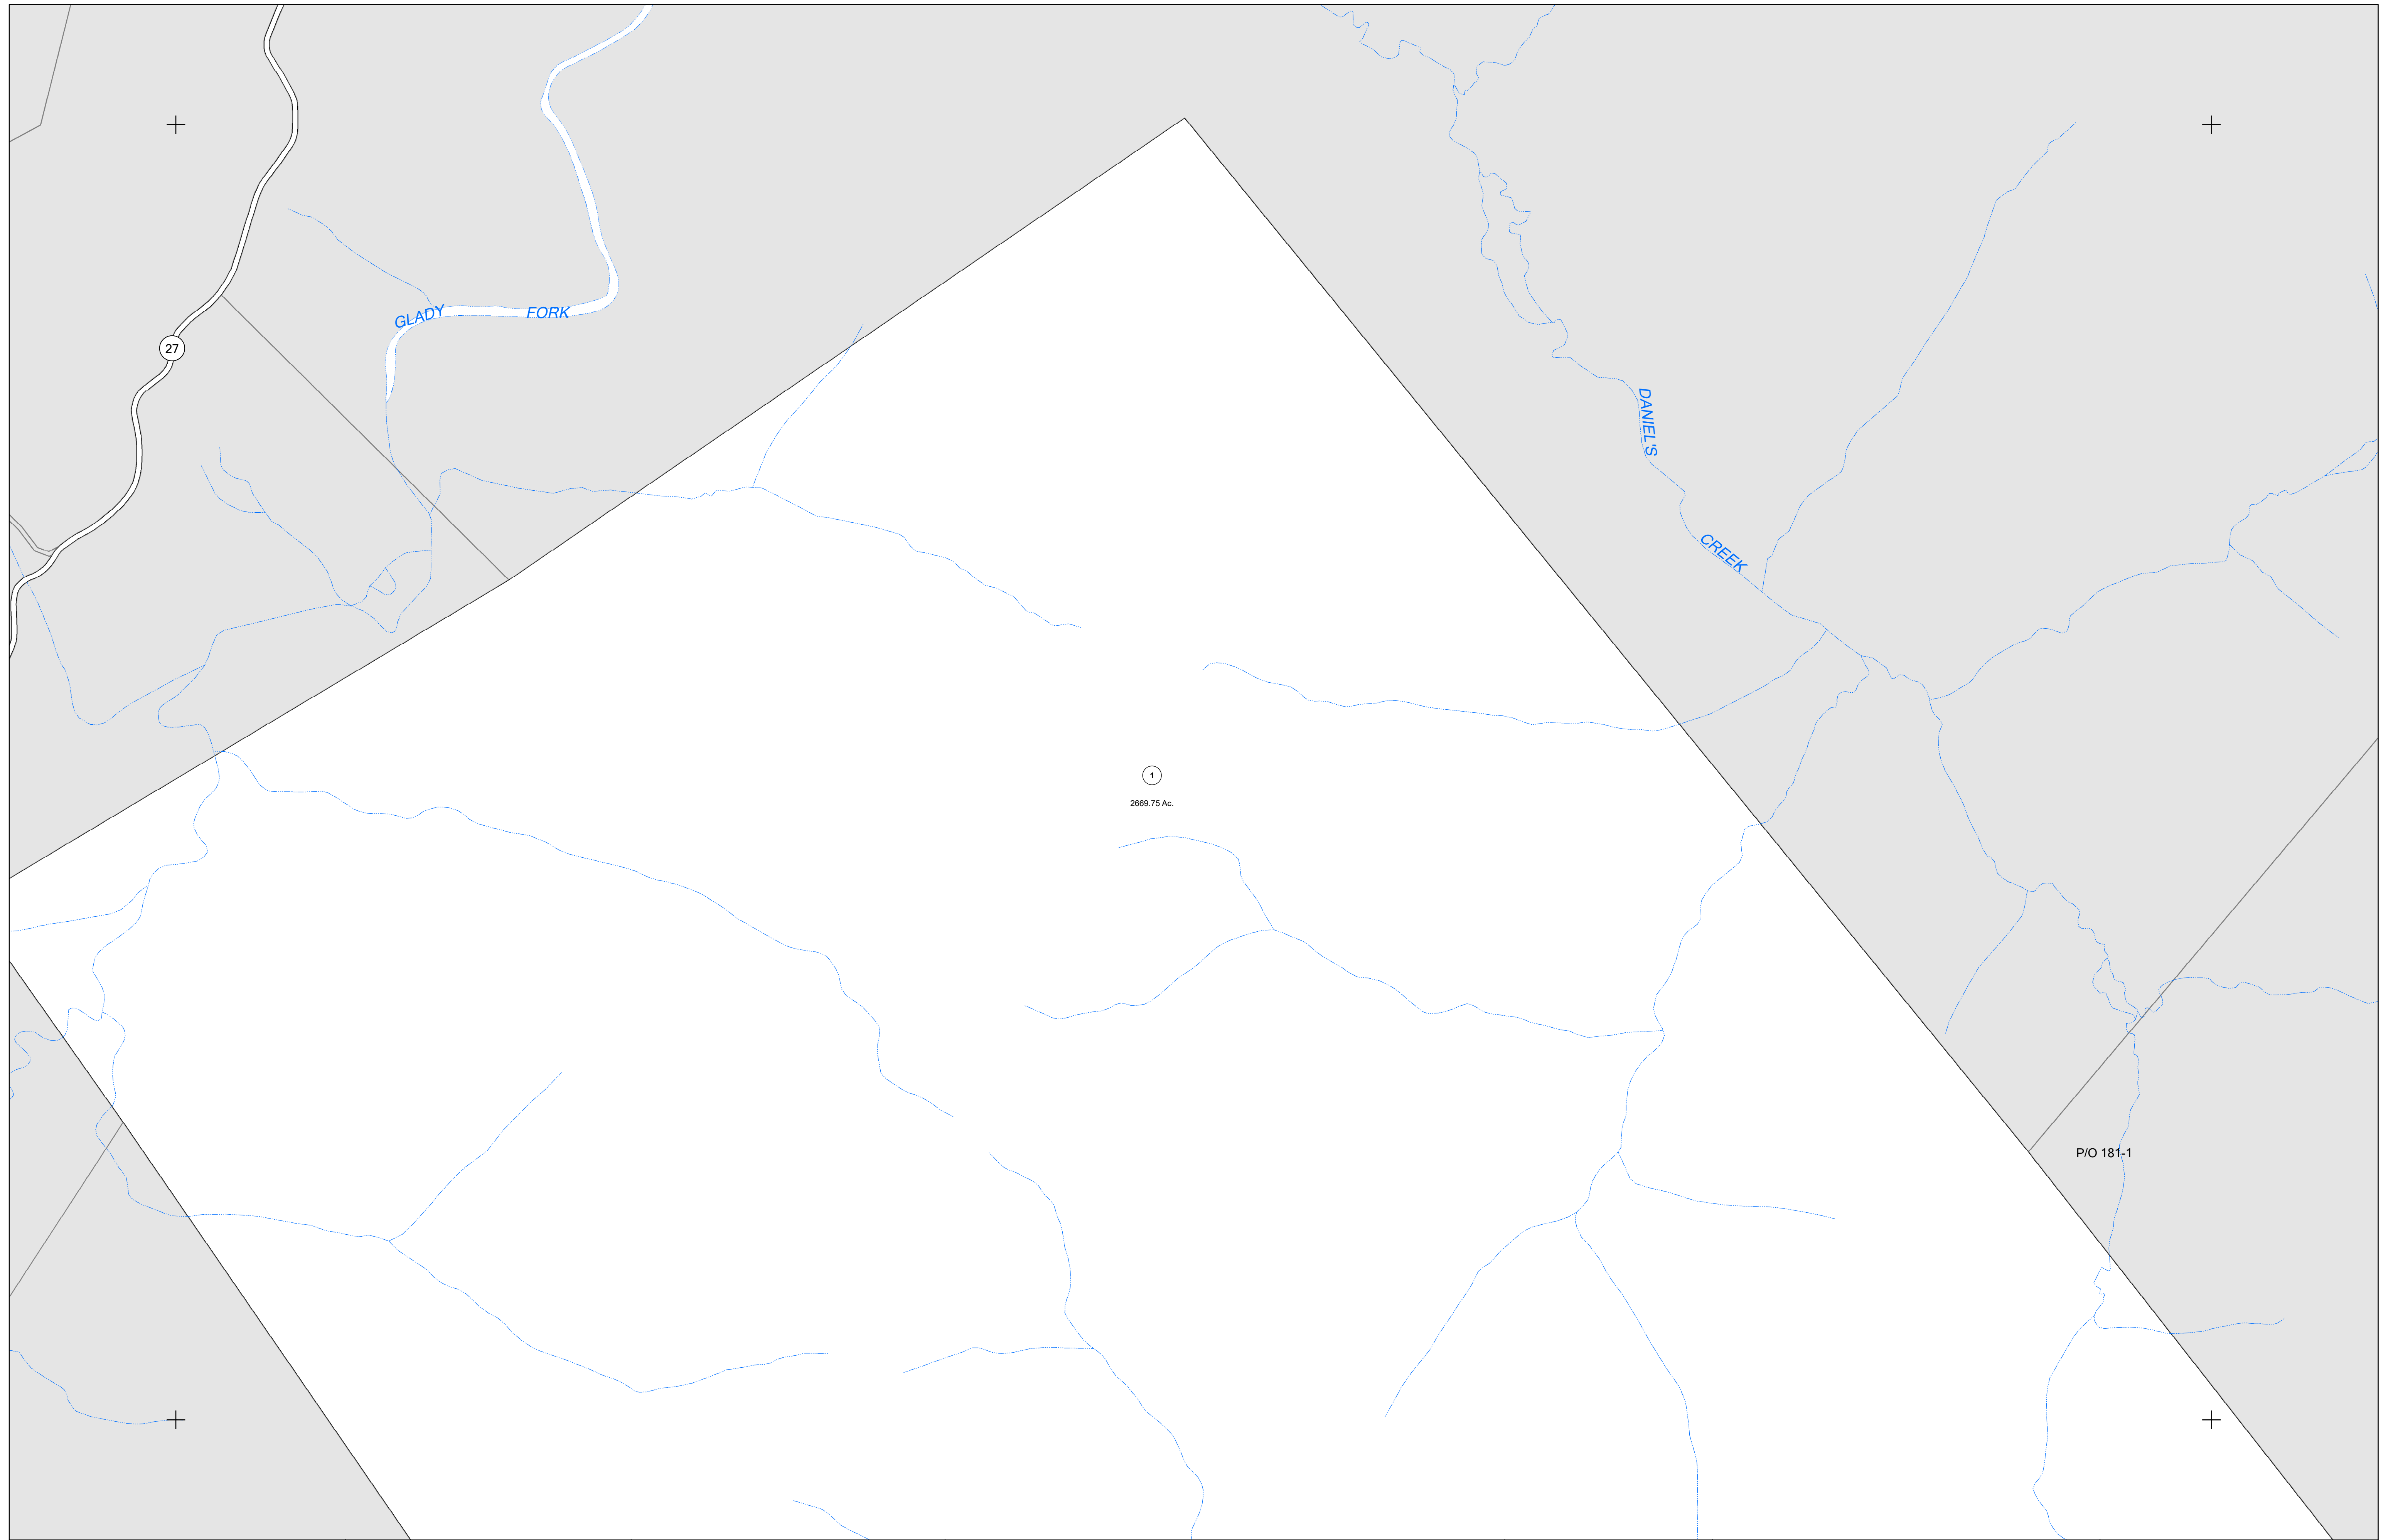 GLADY FORK
27
DANIEL'S
CREEK
1
2669.75 Ac.
P/O 181-1